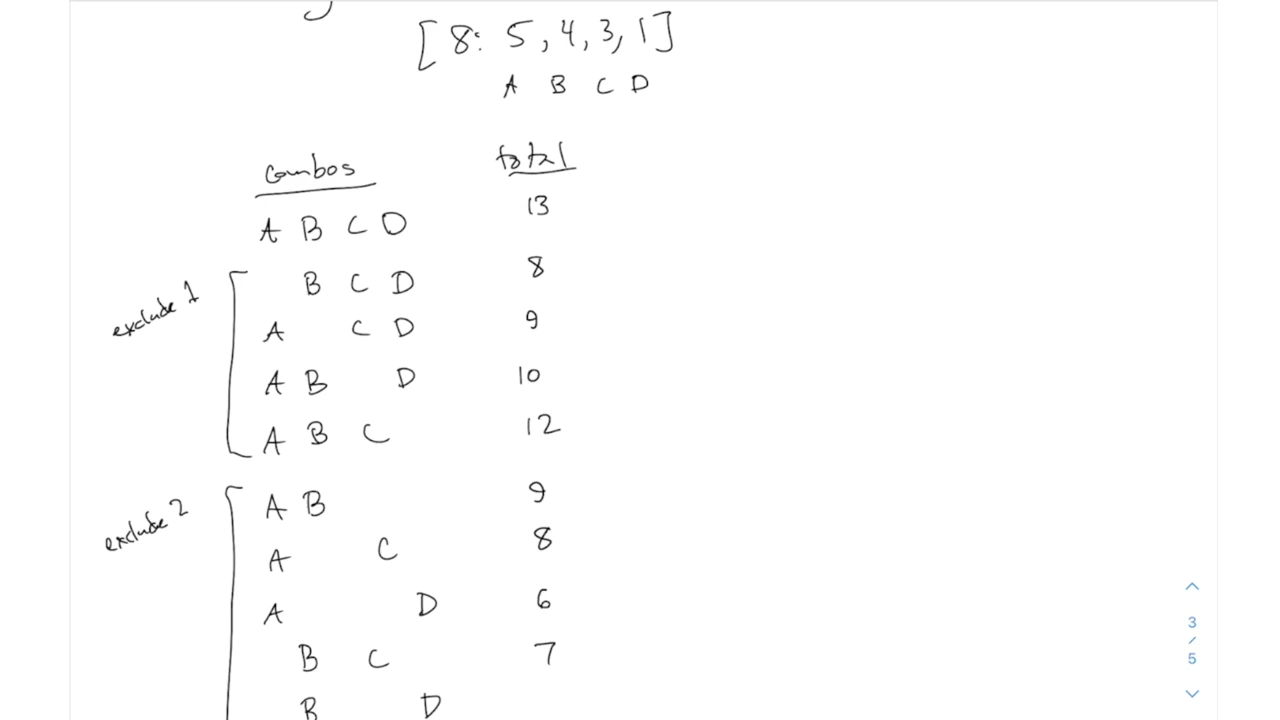 [8: 5, 4, 3, 1]
A B C D
combos total
A B C D 13
exclude 1
B C D 8
A C D 9
A B D 10
A B C 12
exclude 2
A B 9
A C 8
A D 6
B C 7
B D
3
/
5